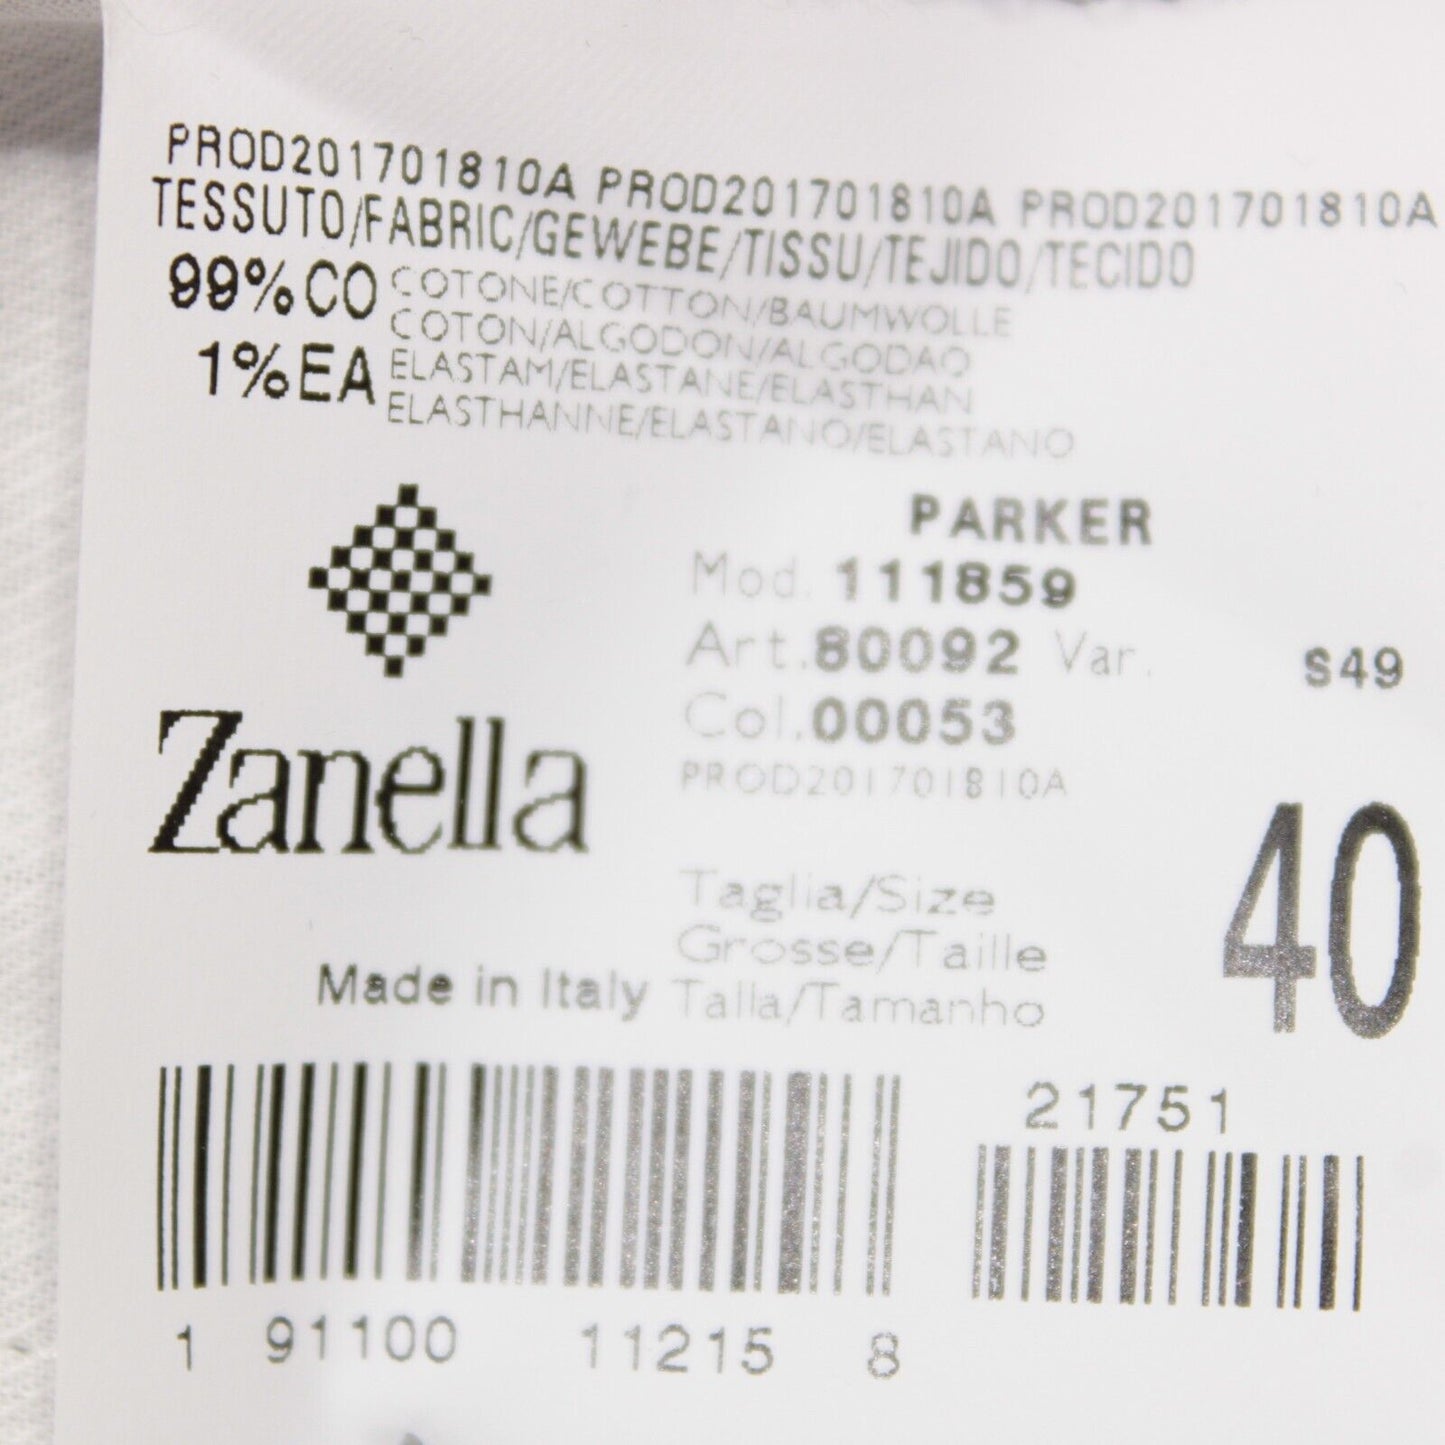 PROD201701810A PROD201701810A PROD201701810A
TESSUTO/FABRIC/GEWEBE/TISSU/TEJIDO/TECIDO
99%CO COTONE/COTTON/BAUMWOLLE
COTON/ALGODON/ALGODAO
1%EA ELASTAM/ELASTANE/ELASTHAN
ELASTHANNE/ELASTANO/ELASTANO
PARKER
Mod. 111859
Art.80092 Var. S49
Col.00053
PROD201701810A
Zanella
40
Taglia/Size
Grosse/Taille
Talla/Tamanho
Made in Italy
21751
1 91100 11215 8